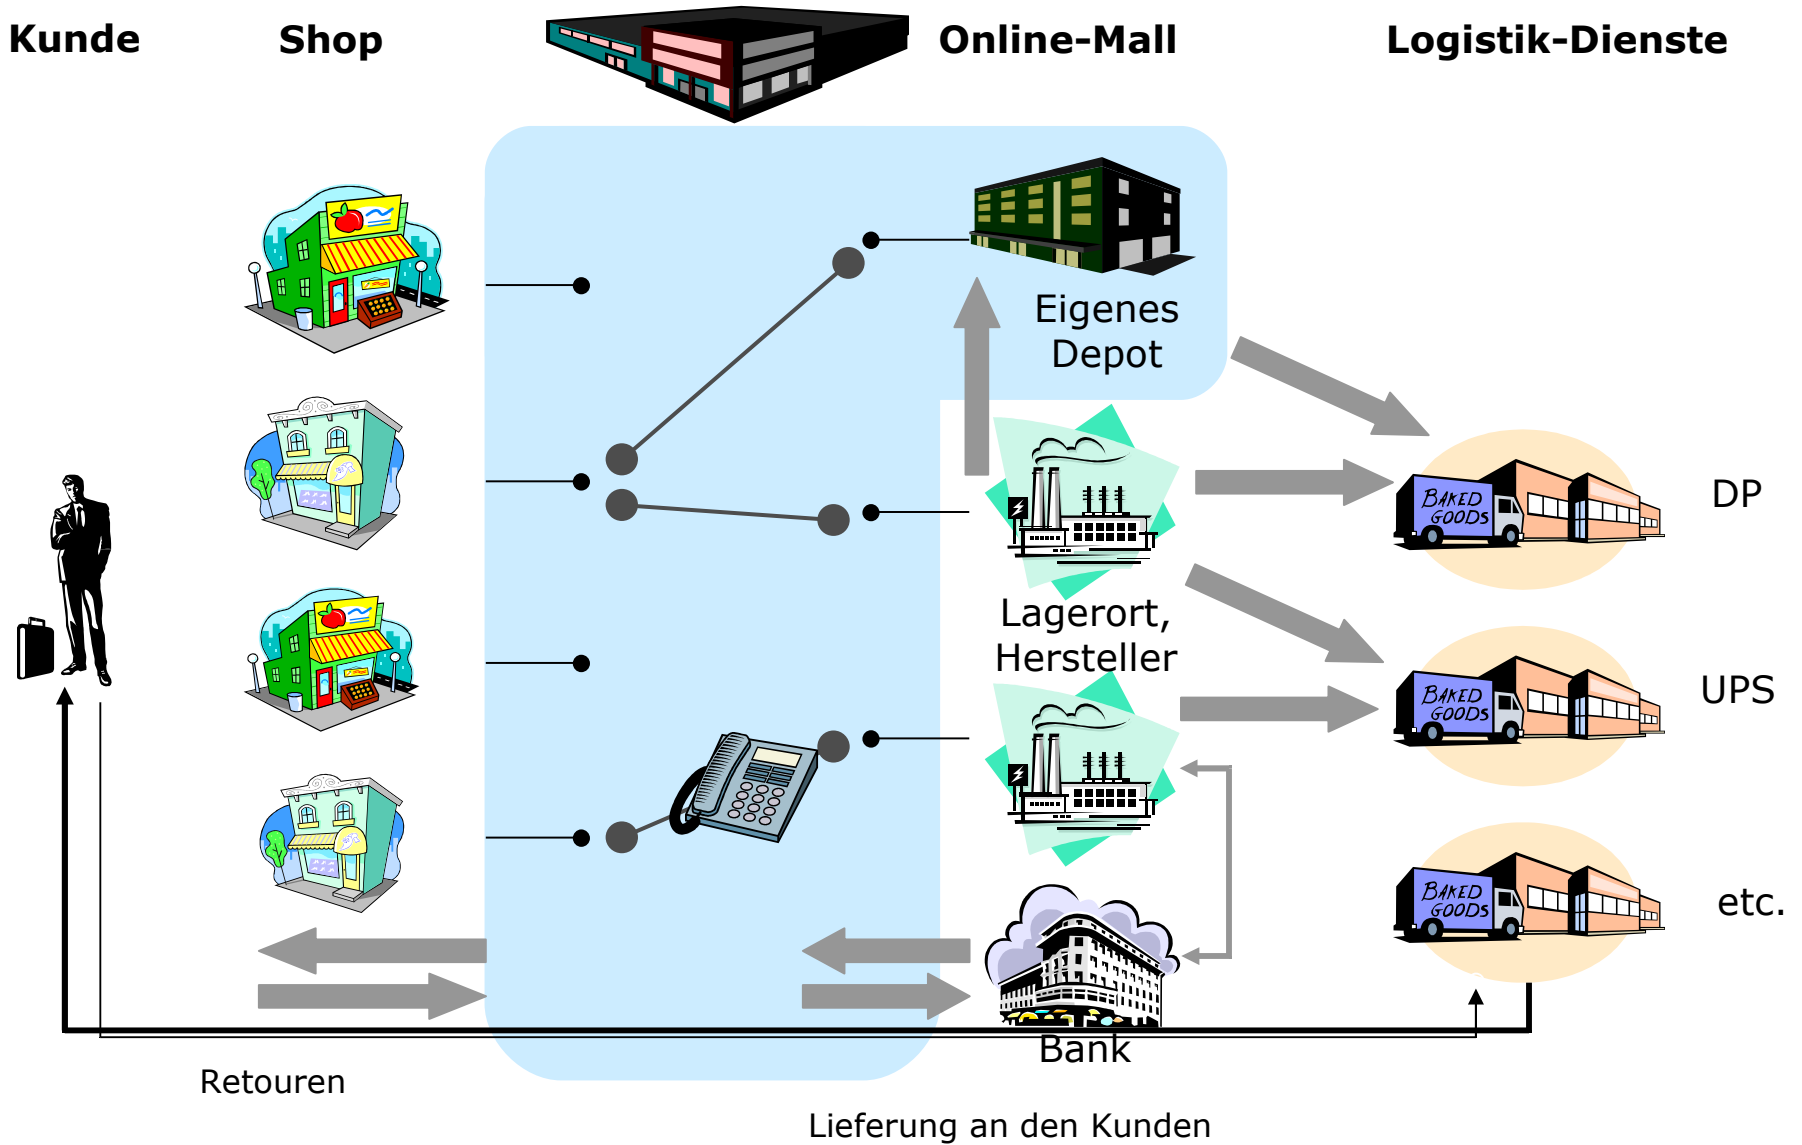 Kunde
Shop
Online-Mall
Logistik-Dienste
Eigenes
Depot
BAKED
GOODS
DP
Lagerort,
Hersteller
BAKED
GOODS
UPS
BAKED
GOODS
etc.
Bank
Retouren
Lieferung an den Kunden